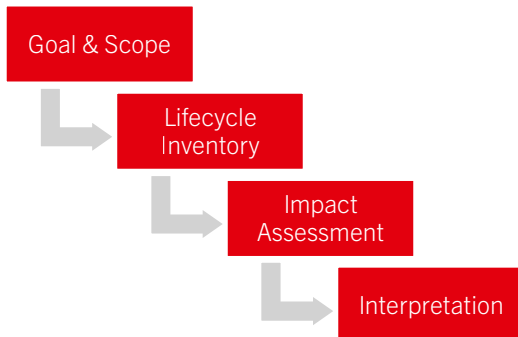 Goal & Scope
Lifecycle
Inventory
Impact
Assessment
Interpretation